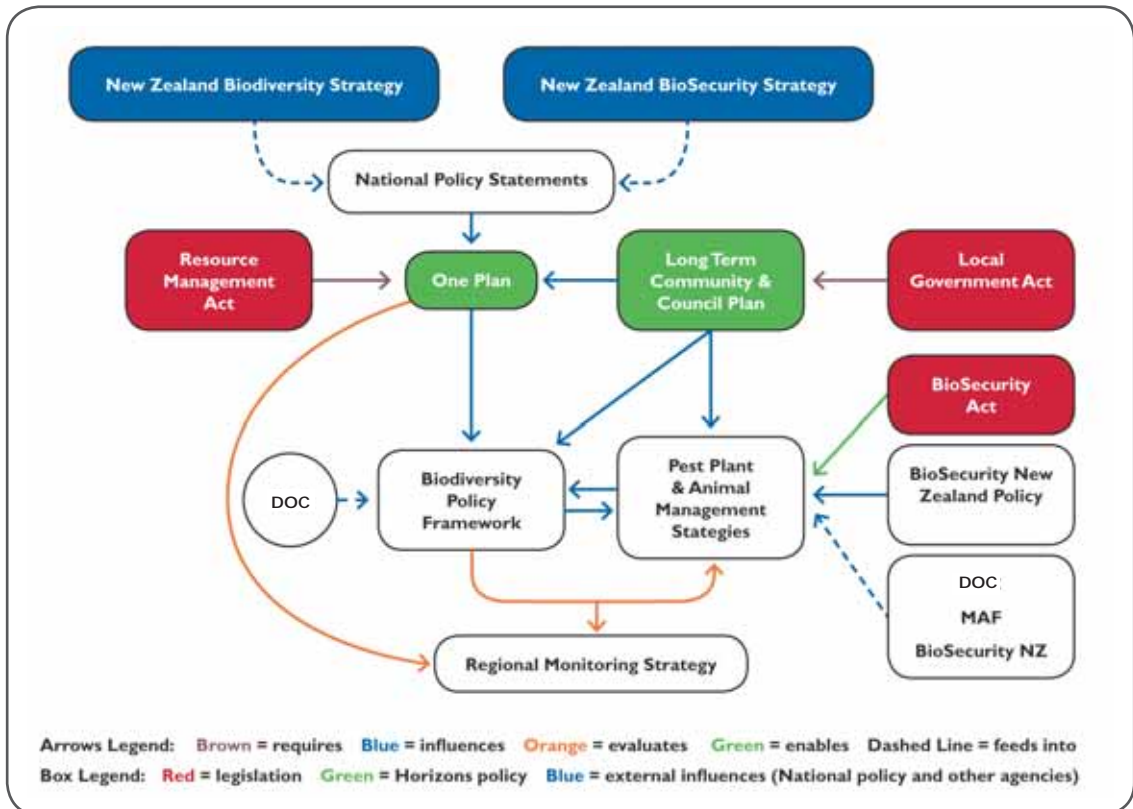 New Zealand Biodiversity Strategy
New Zealand BioSecurity Strategy
National Policy Statements
Resource
Management
Act
One Plan
Long Term
Community &
Council Plan
Local
Government Act
BioSecurity
Act
DOC
Biodiversity
Policy
Framework
Pest Plant
& Animal
Management
Stategies
BioSecurity New
Zealand Policy
DOC
MAF
BioSecurity NZ
Regional Monitoring Strategy
Arrows Legend: Brown = requires Blue = influences Orange = evaluates Green = enables Dashed Line = feeds into
Box Legend: Red = legislation Green = Horizons policy Blue = external influences (National policy and other agencies)